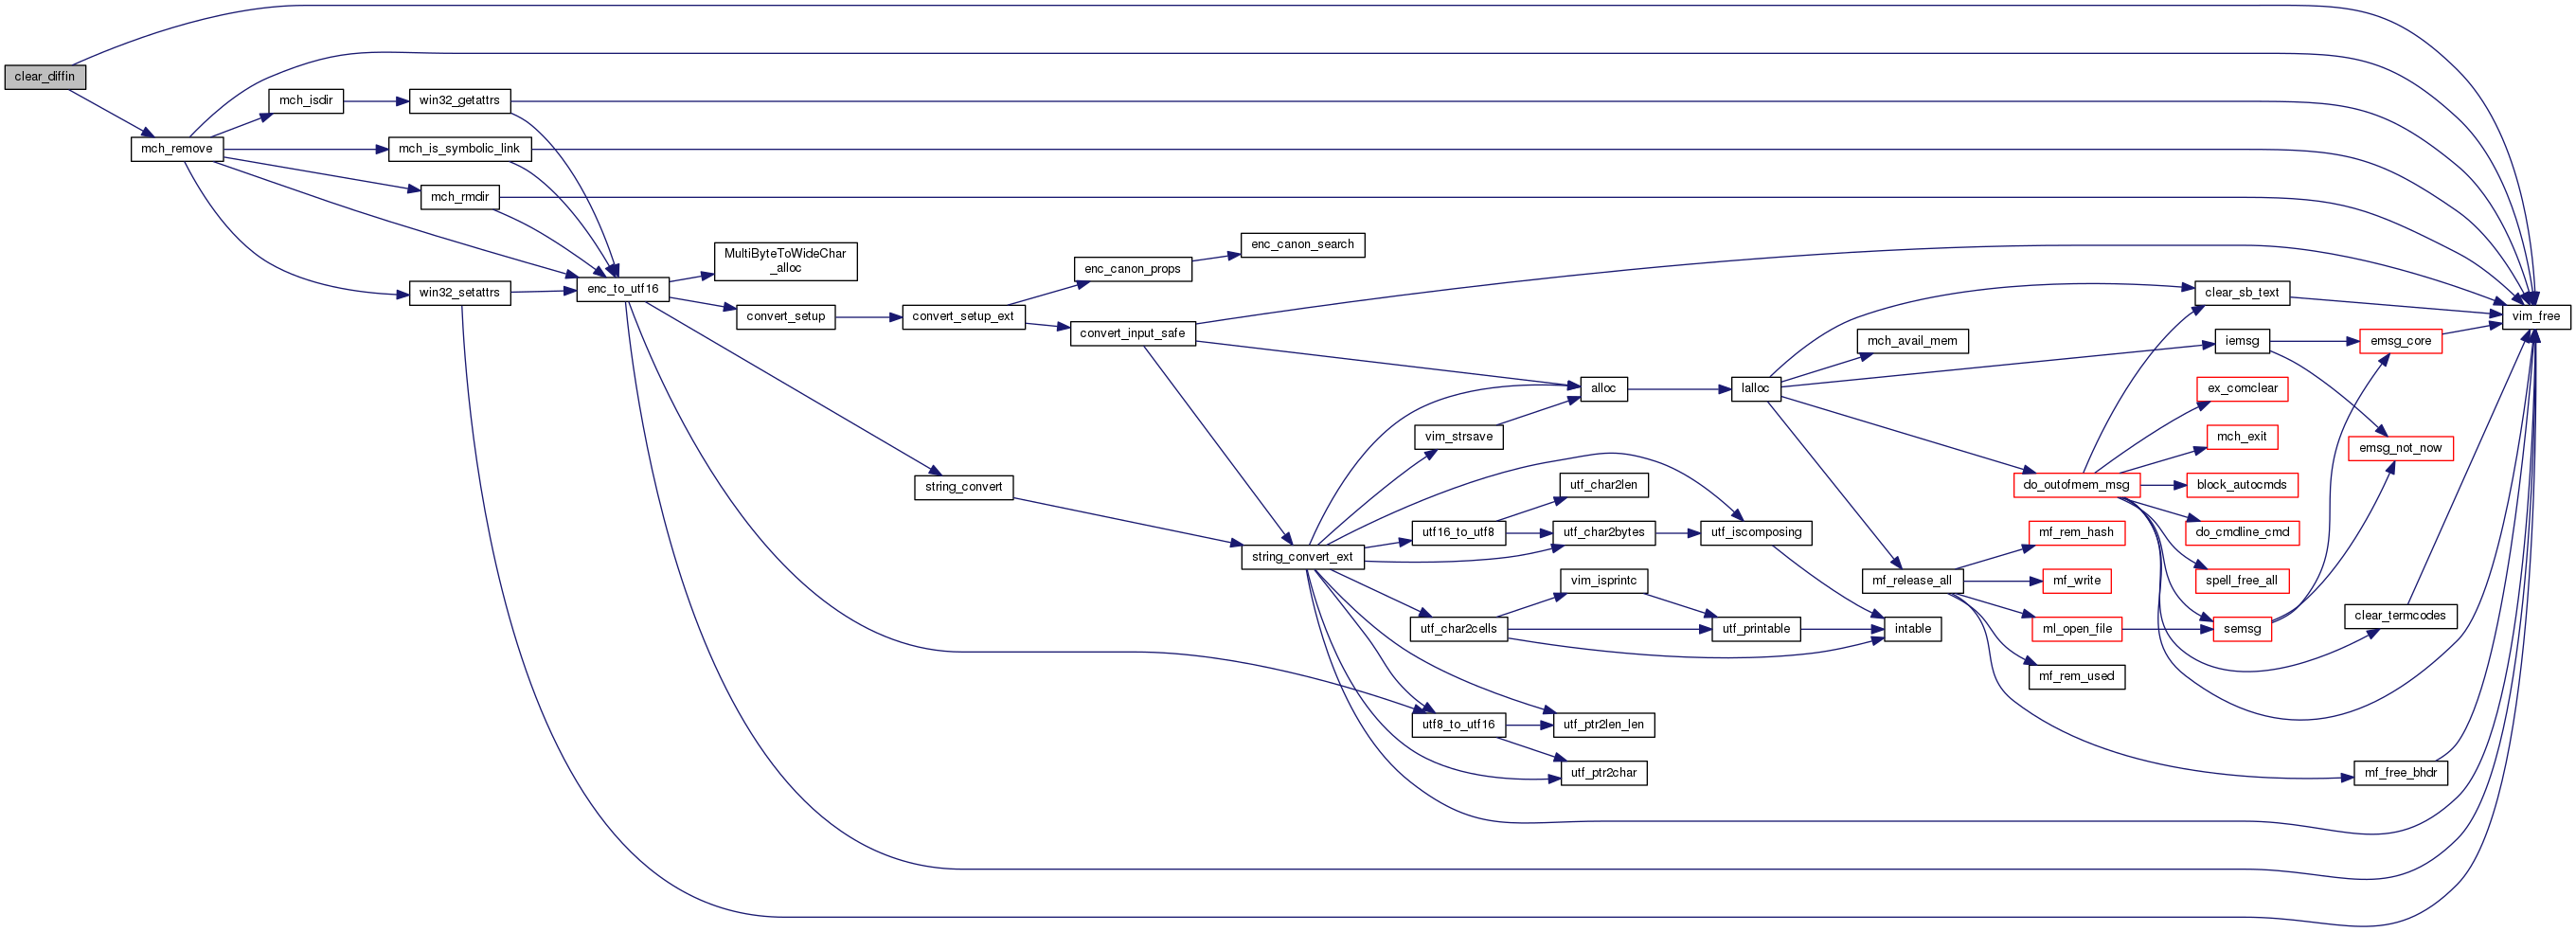 clear_diffin
mch_remove
mch_isdir
win32_getattrs
mch_is_symbolic_link
mch_rmdir
win32_setattrs
enc_to_utf16
MultiByteToWideChar
_alloc
convert_setup
convert_setup_ext
enc_canon_props
enc_canon_search
convert_input_safe
string_convert
string_convert_ext
alloc
vim_strsave
utf_char2len
utf16_to_utf8
utf_char2bytes
utf_iscomposing
vim_isprintc
utf_char2cells
utf_printable
intable
utf8_to_utf16
utf_ptr2len_len
utf_ptr2char
lalloc
mch_avail_mem
do_outofmem_msg
mf_release_all
mf_rem_hash
mf_write
ml_open_file
mf_rem_used
clear_sb_text
iemsg
ex_comclear
mch_exit
block_autocmds
do_cmdline_cmd
spell_free_all
semsg
emsg_core
emsg_not_now
clear_termcodes
mf_free_bhdr
vim_free